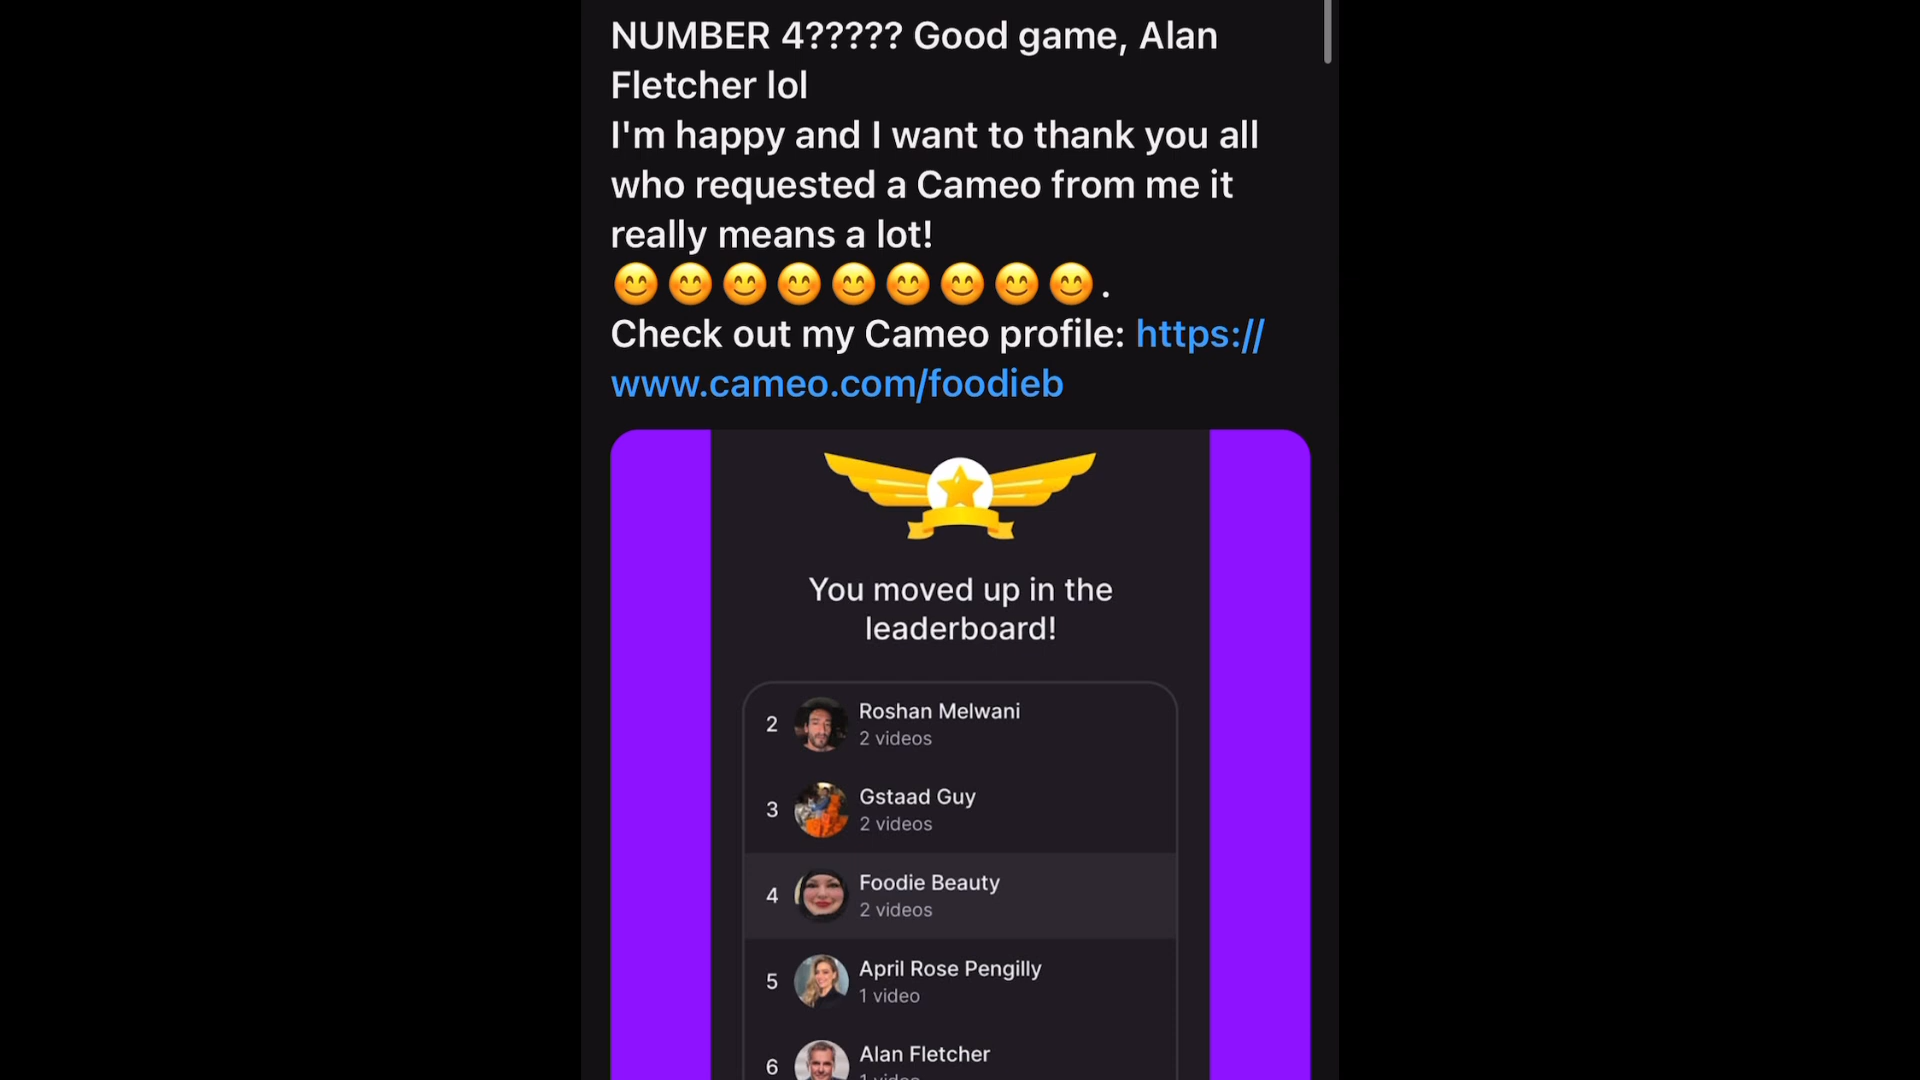 NUMBER 4????? Good game, Alan
Fletcher lol
I'm happy and I want to thank you all
who requested a Cameo from me it
really means a lot!
😊😊😊😊😊😊😊😊😊.
Check out my Cameo profile: https://
www.cameo.com/foodieb
You moved up in the
leaderboard!
2 Roshan Melwani
2 videos
3 Gstaad Guy
2 videos
4 Foodie Beauty
2 videos
5 April Rose Pengilly
1 video
6 Alan Fletcher